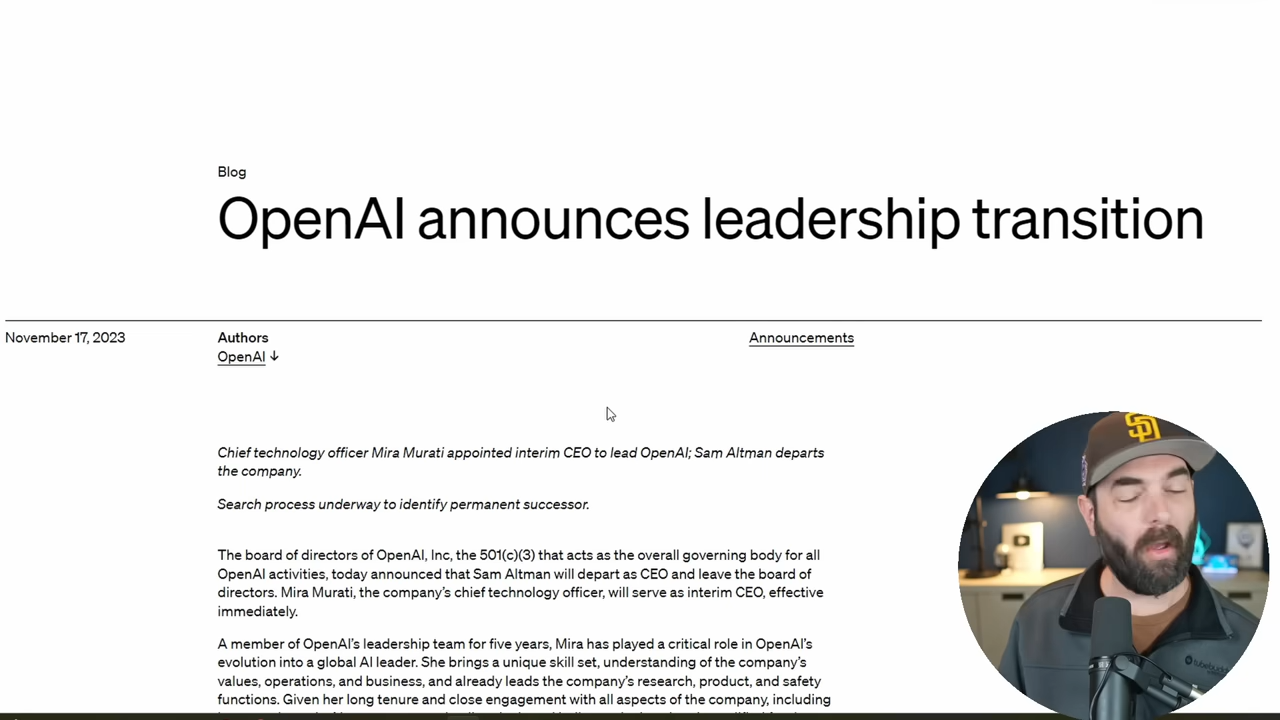 Blog
OpenAI announces leadership transition
November 17, 2023
Authors
Announcements
OpenAI ↓
Chief technology officer Mira Murati appointed interim CEO to lead OpenAI; Sam Altman departs
the company.
Search process underway to identify permanent successor.
The board of directors of OpenAI, Inc, the 501(c)(3) that acts as the overall governing body for all
OpenAI activities, today announced that Sam Altman will depart as CEO and leave the board of
directors. Mira Murati, the company's chief technology officer, will serve as interim CEO, effective
immediately.
A member of OpenAI's leadership team for five years, Mira has played a critical role in OpenAI's
evolution into a global AI leader. She brings a unique skill set, understanding of the company's
values, operations, and business, and already leads the company's research, product, and safety
functions. Given her long tenure and close engagement with all aspects of the company, including
SD
tubebuddy